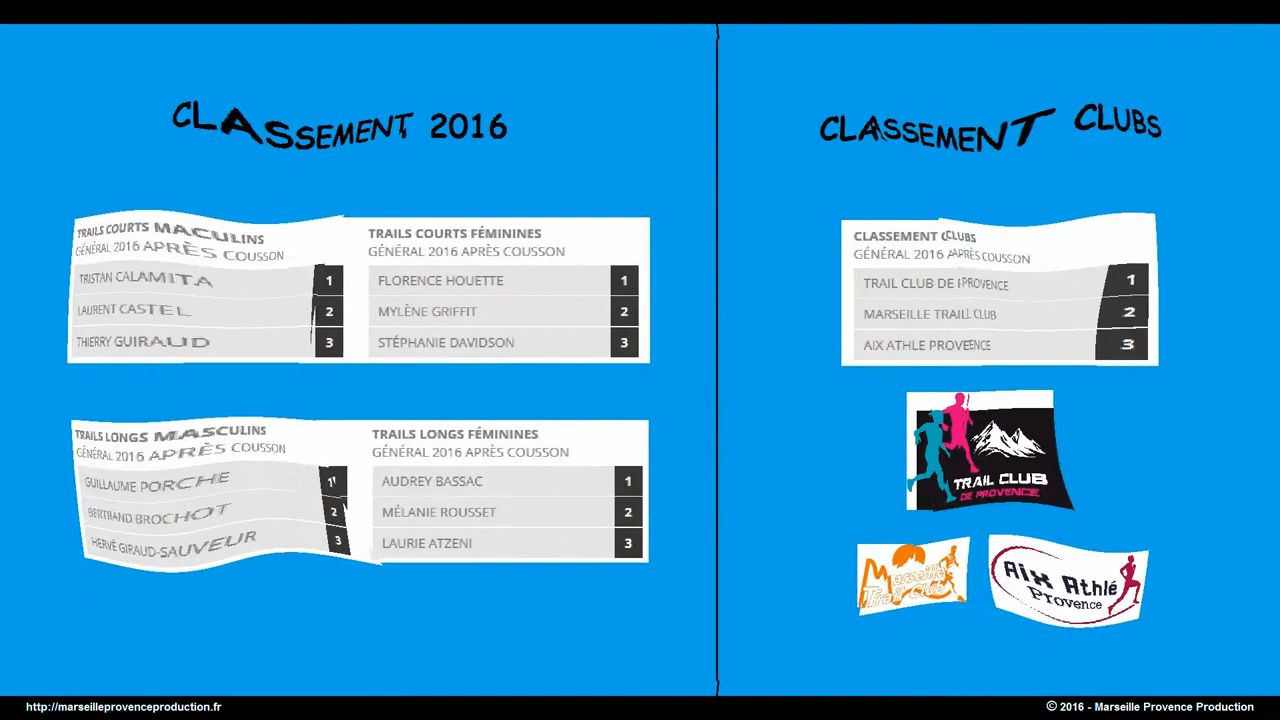 CLASSEMENT 2016
TRAILS COURTS MACULINS
GÉNÉRAL 2016 APRÈS COUSSON
TRISTAN CALAMITA 1
LAURENT CASTEL 2
THIERRY GUIRAUD 3
TRAILS COURTS FÉMININES
GÉNÉRAL 2016 APRÈS COUSSON
FLORENCE HOUETTE 1
MYLÈNE GRIFFIT 2
STÉPHANIE DAVIDSON 3
TRAILS LONGS MASCULINS
GÉNÉRAL 2016 APRÈS COUSSON
GUILLAUME PORCHE 1
BERTRAND BROCHOT 2
HERVÉ GIRAUD-SAUVEUR 3
TRAILS LONGS FÉMININES
GÉNÉRAL 2016 APRÈS COUSSON
AUDREY BASSAC 1
MÉLANIE ROUSSET 2
LAURIE ATZENI 3
CLASSEMENT CLUBS
CLASSEMENT CLUBS
GÉNÉRAL 2016 APRÈS COUSSON
TRAIL CLUB DE PROVENCE 1
MARSEILLE TRAIL CLUB 2
AIX ATHLE PROVENCE 3
TRAIL CLUB
DE PROVENCE
Marseille
Trail Club
Aix Athlé
Provence
http://marseilleprovenceproduction.fr
© 2016 - Marseille Provence Production